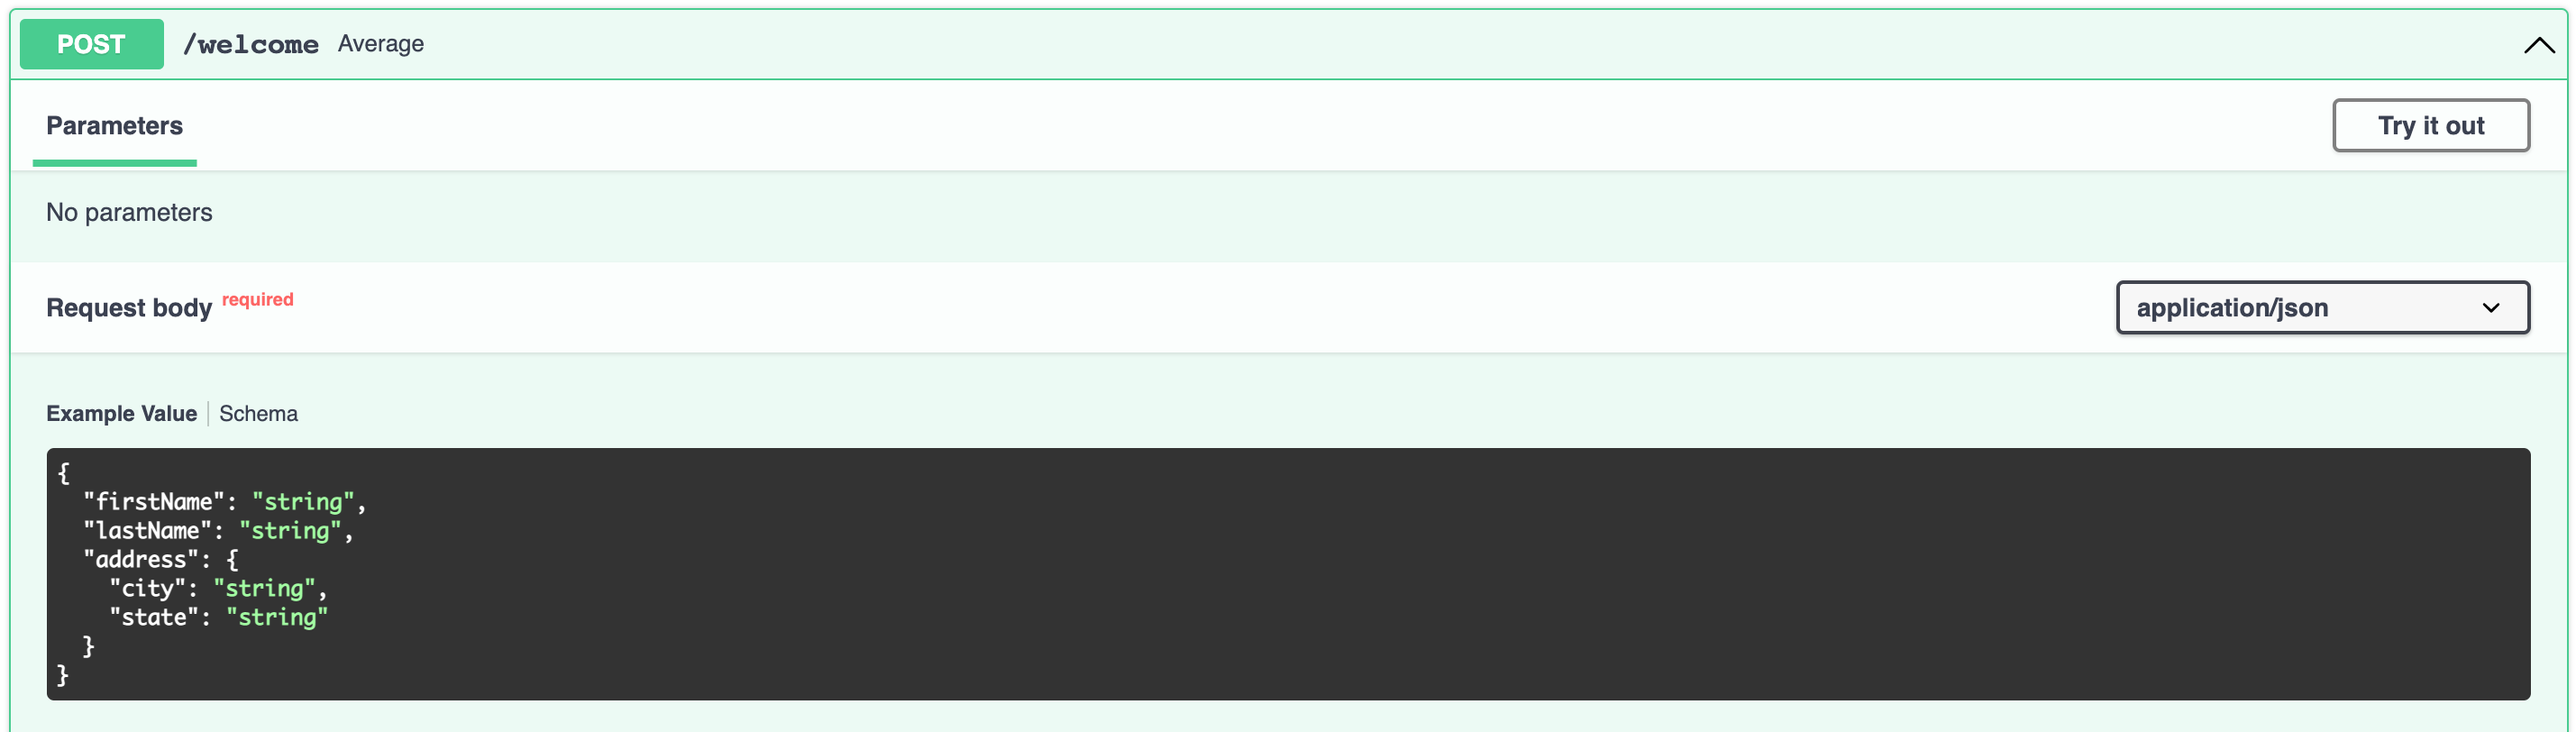 POST /welcome Average
Parameters Try it out
No parameters
Request body required application/json
Example Value Schema
{
  "firstName": "string",
  "lastName": "string",
  "address": {
    "city": "string",
    "state": "string"
  }
}